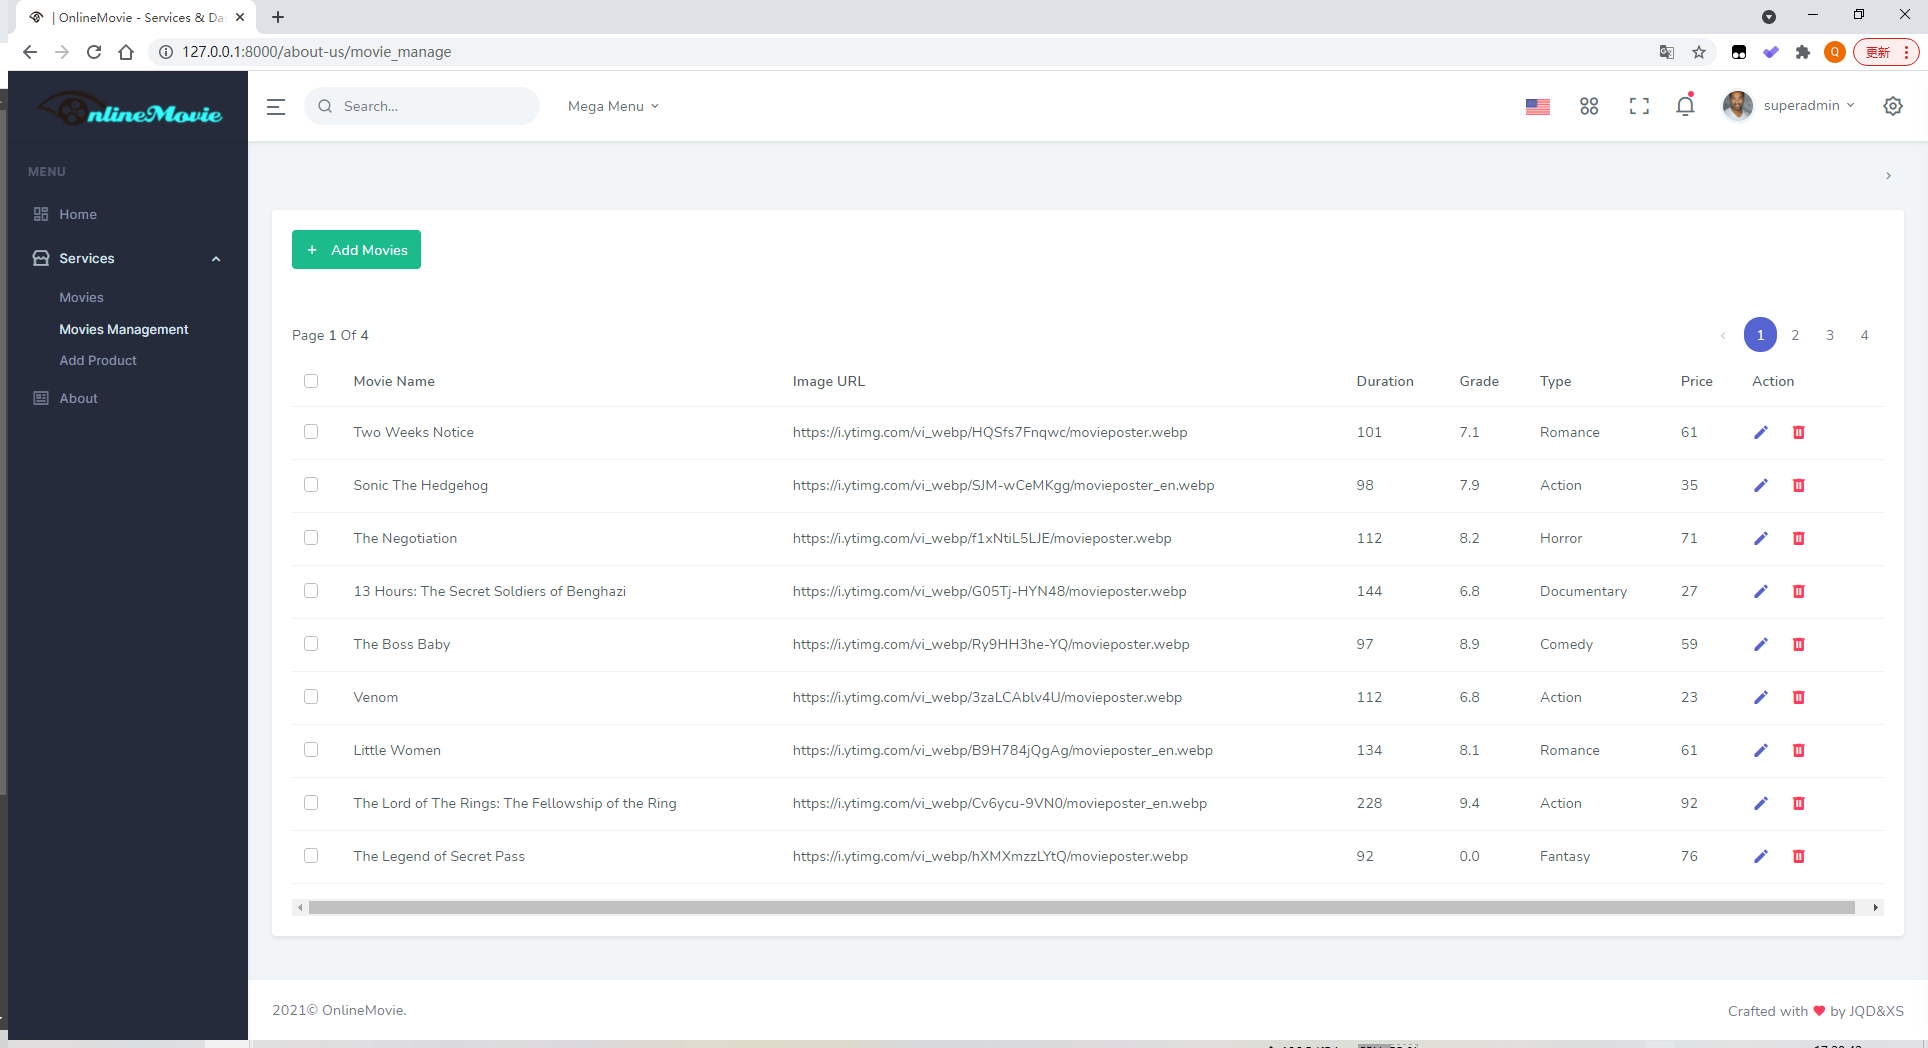 | OnlineMovie - Services & Da
127.0.0.1:8000/about-us/movie_manage
Q
更新
nlineMovie
Search...
Mega Menu
superadmin
MENU
Home
Services
Movies
Movies Management
Add Product
About
+ Add Movies
Page 1 Of 4
1 2 3 4
Movie Name Image URL Duration Grade Type Price Action
Two Weeks Notice https://i.ytimg.com/vi_webp/HQSfs7Fnqwc/movieposter.webp 101 7.1 Romance 61
Sonic The Hedgehog https://i.ytimg.com/vi_webp/SJM-wCeMKgg/movieposter_en.webp 98 7.9 Action 35
The Negotiation https://i.ytimg.com/vi_webp/f1xNtiL5LJE/movieposter.webp 112 8.2 Horror 71
13 Hours: The Secret Soldiers of Benghazi https://i.ytimg.com/vi_webp/G05Tj-HYN48/movieposter.webp 144 6.8 Documentary 27
The Boss Baby https://i.ytimg.com/vi_webp/Ry9HH3he-YQ/movieposter.webp 97 8.9 Comedy 59
Venom https://i.ytimg.com/vi_webp/3zaLCAblv4U/movieposter.webp 112 6.8 Action 23
Little Women https://i.ytimg.com/vi_webp/B9H784jQgAg/movieposter_en.webp 134 8.1 Romance 61
The Lord of The Rings: The Fellowship of the Ring https://i.ytimg.com/vi_webp/Cv6ycu-9VN0/movieposter_en.webp 228 9.4 Action 92
The Legend of Secret Pass https://i.ytimg.com/vi_webp/hXMXmzzLYtQ/movieposter.webp 92 0.0 Fantasy 76
2021© OnlineMovie.
Crafted with ❤ by JQD&XS